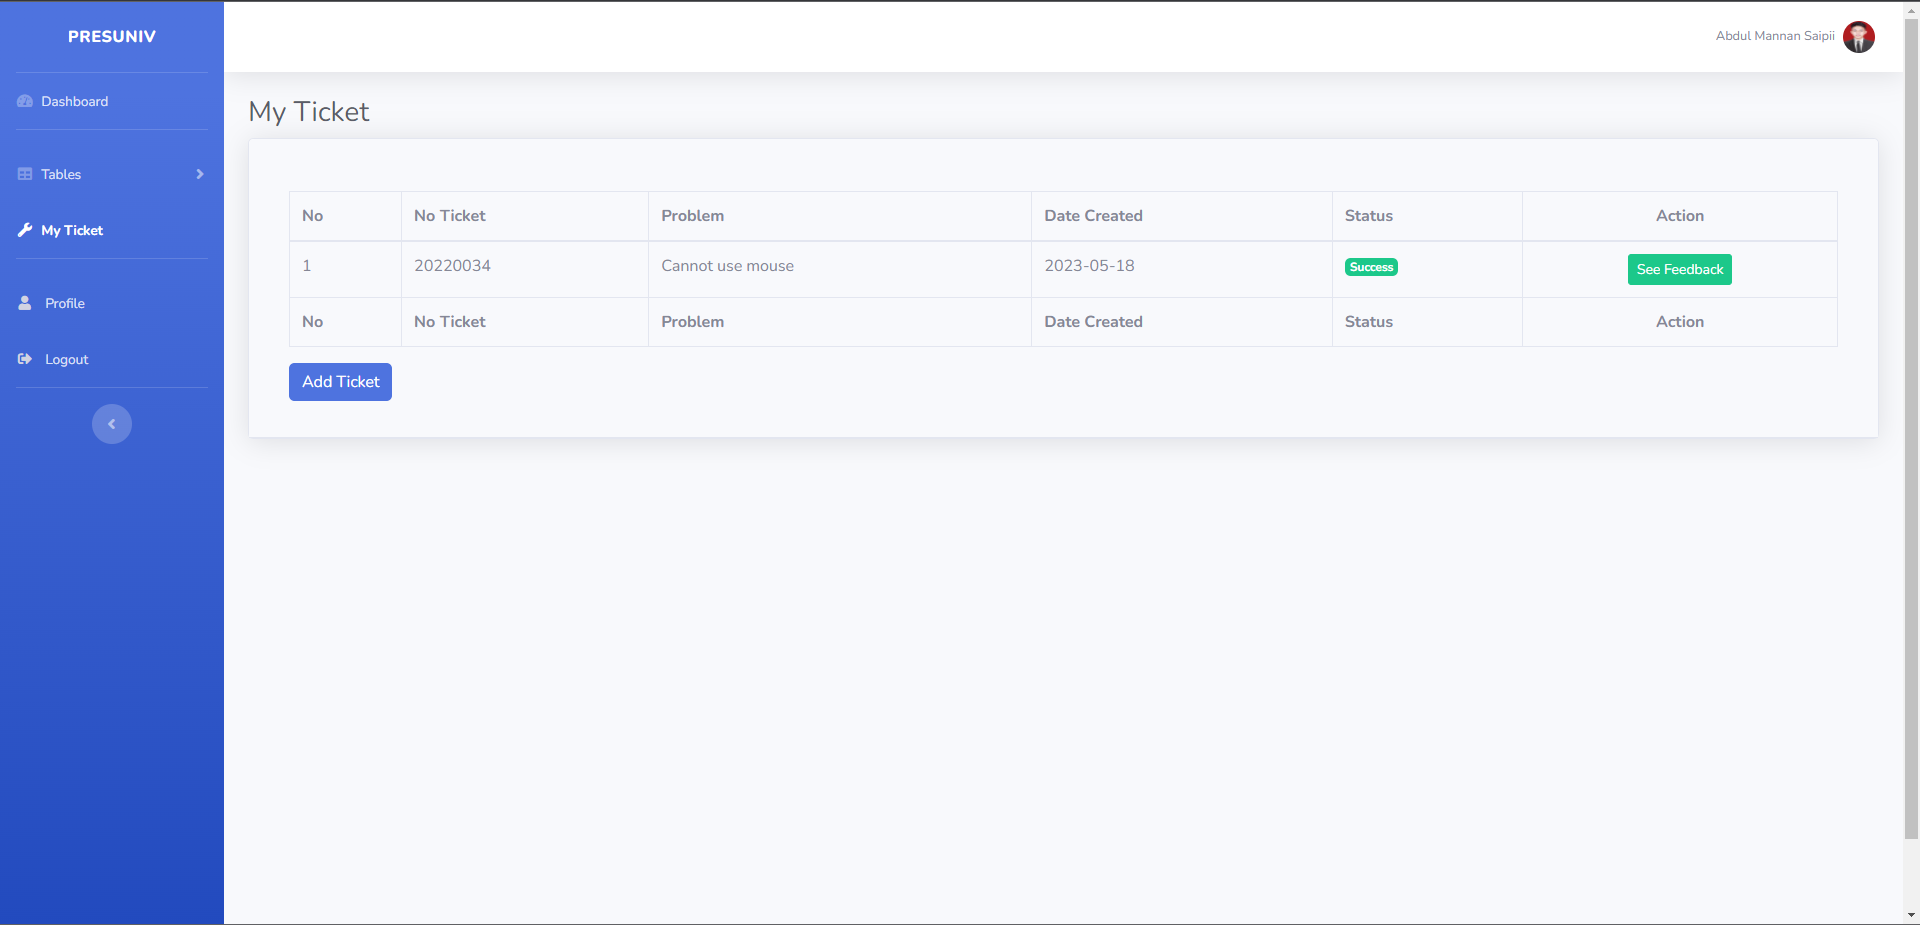 PRESUNIV
Abdul Mannan Saipii
Dashboard
Tables
My Ticket
Profile
Logout
My Ticket
No No Ticket Problem Date Created Status Action
1 20220034 Cannot use mouse 2023-05-18 Success See Feedback
No No Ticket Problem Date Created Status Action
Add Ticket